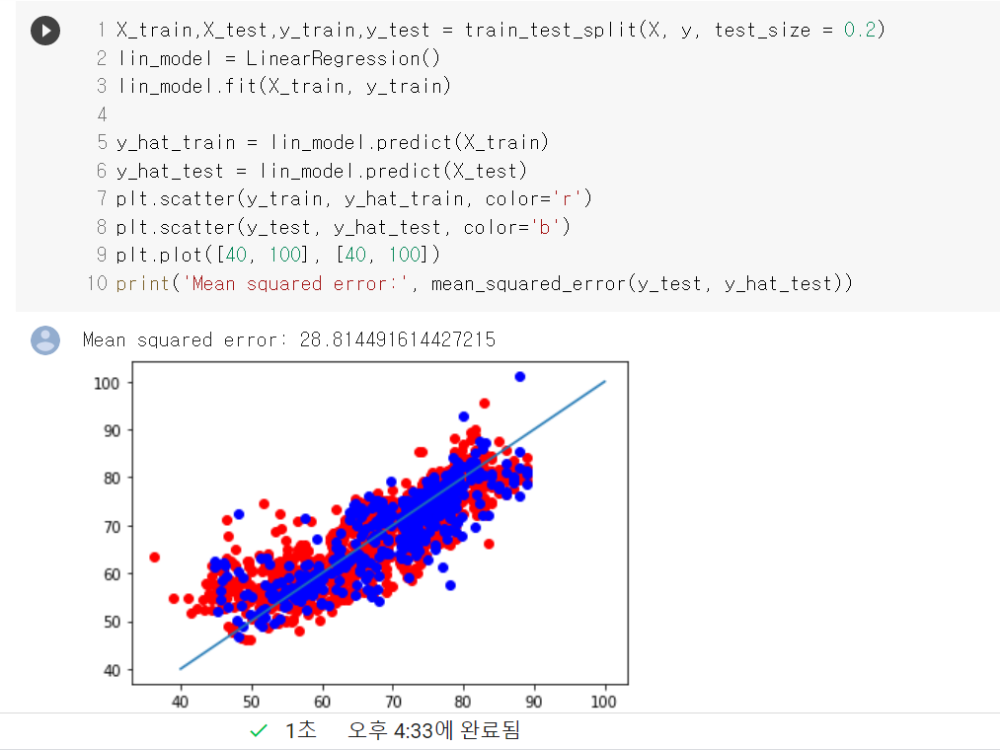 1 X_train,X_test,y_train,y_test = train_test_split(X, y, test_size = 0.2)
2 lin_model = LinearRegression()
3 lin_model.fit(X_train, y_train)
4
5 y_hat_train = lin_model.predict(X_train)
6 y_hat_test = lin_model.predict(X_test)
7 plt.scatter(y_train, y_hat_train, color='r')
8 plt.scatter(y_test, y_hat_test, color='b')
9 plt.plot([40, 100], [40, 100])
10 print('Mean squared error:', mean_squared_error(y_test, y_hat_test))
Mean squared error: 28.814491614427215
100
90
80
70
60
50
40
40 50 60 70 80 90 100
1초 오후 4:33에 완료됨